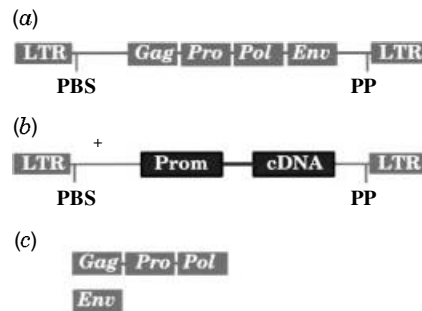 (a)
LTR Gag Pro Pol Env LTR
PBS PP
(b)
+
LTR Prom cDNA LTR
PBS PP
(c)
Gag Pro Pol
Env